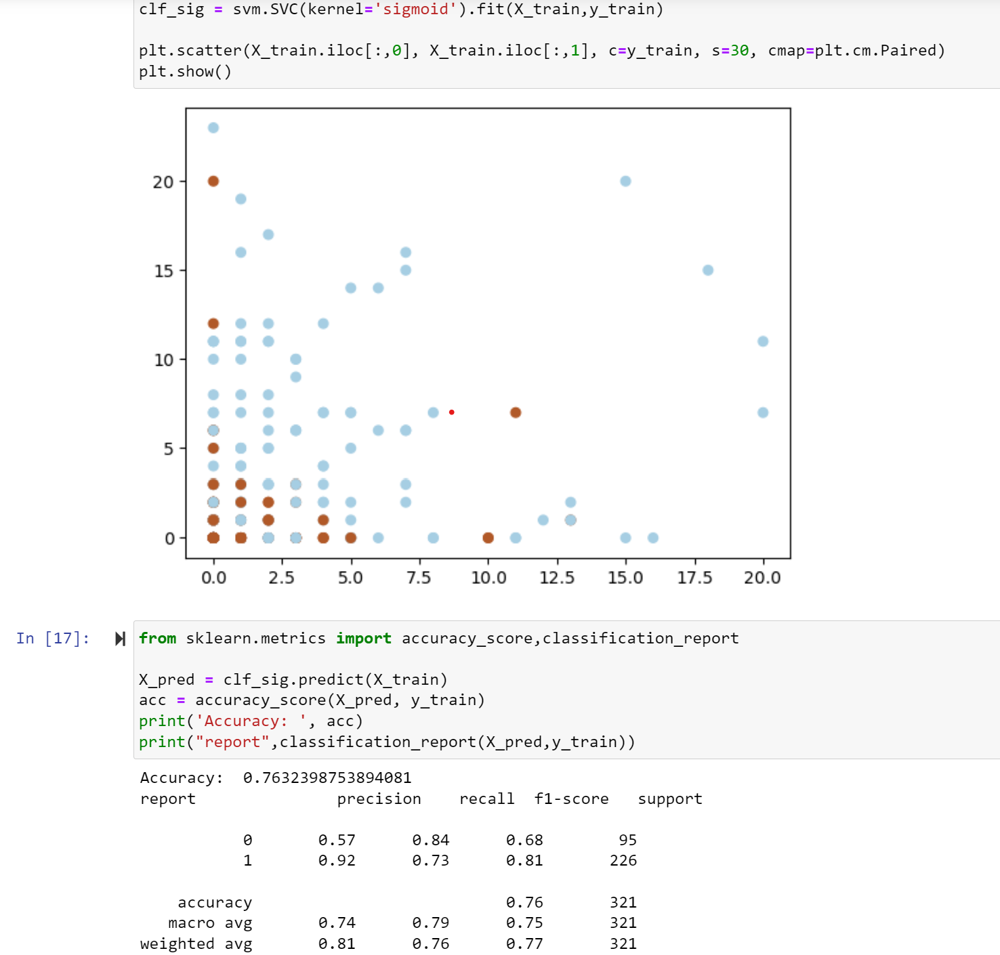 clf_sig = svm.SVC(kernel='sigmoid').fit(X_train,y_train)
plt.scatter(X_train.iloc[:,0], X_train.iloc[:,1], c=y_train, s=30, cmap=plt.cm.Paired)
plt.show()
20
15
10
5
0
0.0 2.5 5.0 7.5 10.0 12.5 15.0 17.5 20.0
In [17]: from sklearn.metrics import accuracy_score,classification_report
X_pred = clf_sig.predict(X_train)
acc = accuracy_score(X_pred, y_train)
print('Accuracy: ', acc)
print("report",classification_report(X_pred,y_train))
Accuracy:  0.7632398753894081
report precision recall f1-score support
0 0.57 0.84 0.68 95
1 0.92 0.73 0.81 226
accuracy 0.76 321
macro avg 0.74 0.79 0.75 321
weighted avg 0.81 0.76 0.77 321